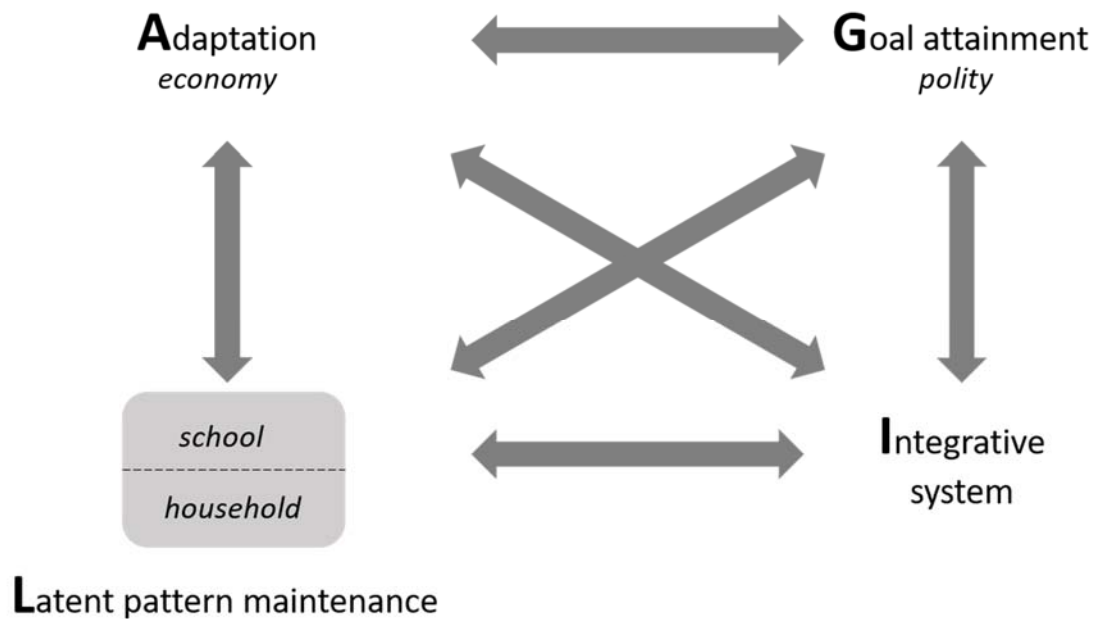 Adaptation
economy
Goal attainment
polity
school
household
Integrative
system
Latent pattern maintenance